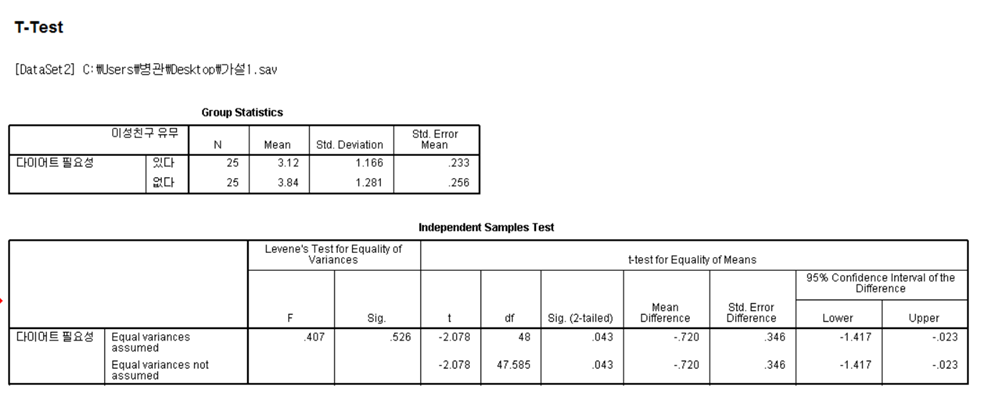 T-Test
[DataSet2] C:₩Users₩병관₩Desktop₩가설1.sav
Group Statistics
이성친구 유무 N Mean Std. Deviation Std. Error Mean
다이어트 필요성 있다 25 3.12 1.166 .233
없다 25 3.84 1.281 .256
Independent Samples Test
Levene's Test for Equality of Variances
t-test for Equality of Means
95% Confidence Interval of the Difference
F Sig. t df Sig. (2-tailed) Mean Difference Std. Error Difference Lower Upper
다이어트 필요성 Equal variances assumed .407 .526 -2.078 48 .043 -.720 .346 -1.417 -.023
Equal variances not assumed -2.078 47.585 .043 -.720 .346 -1.417 -.023